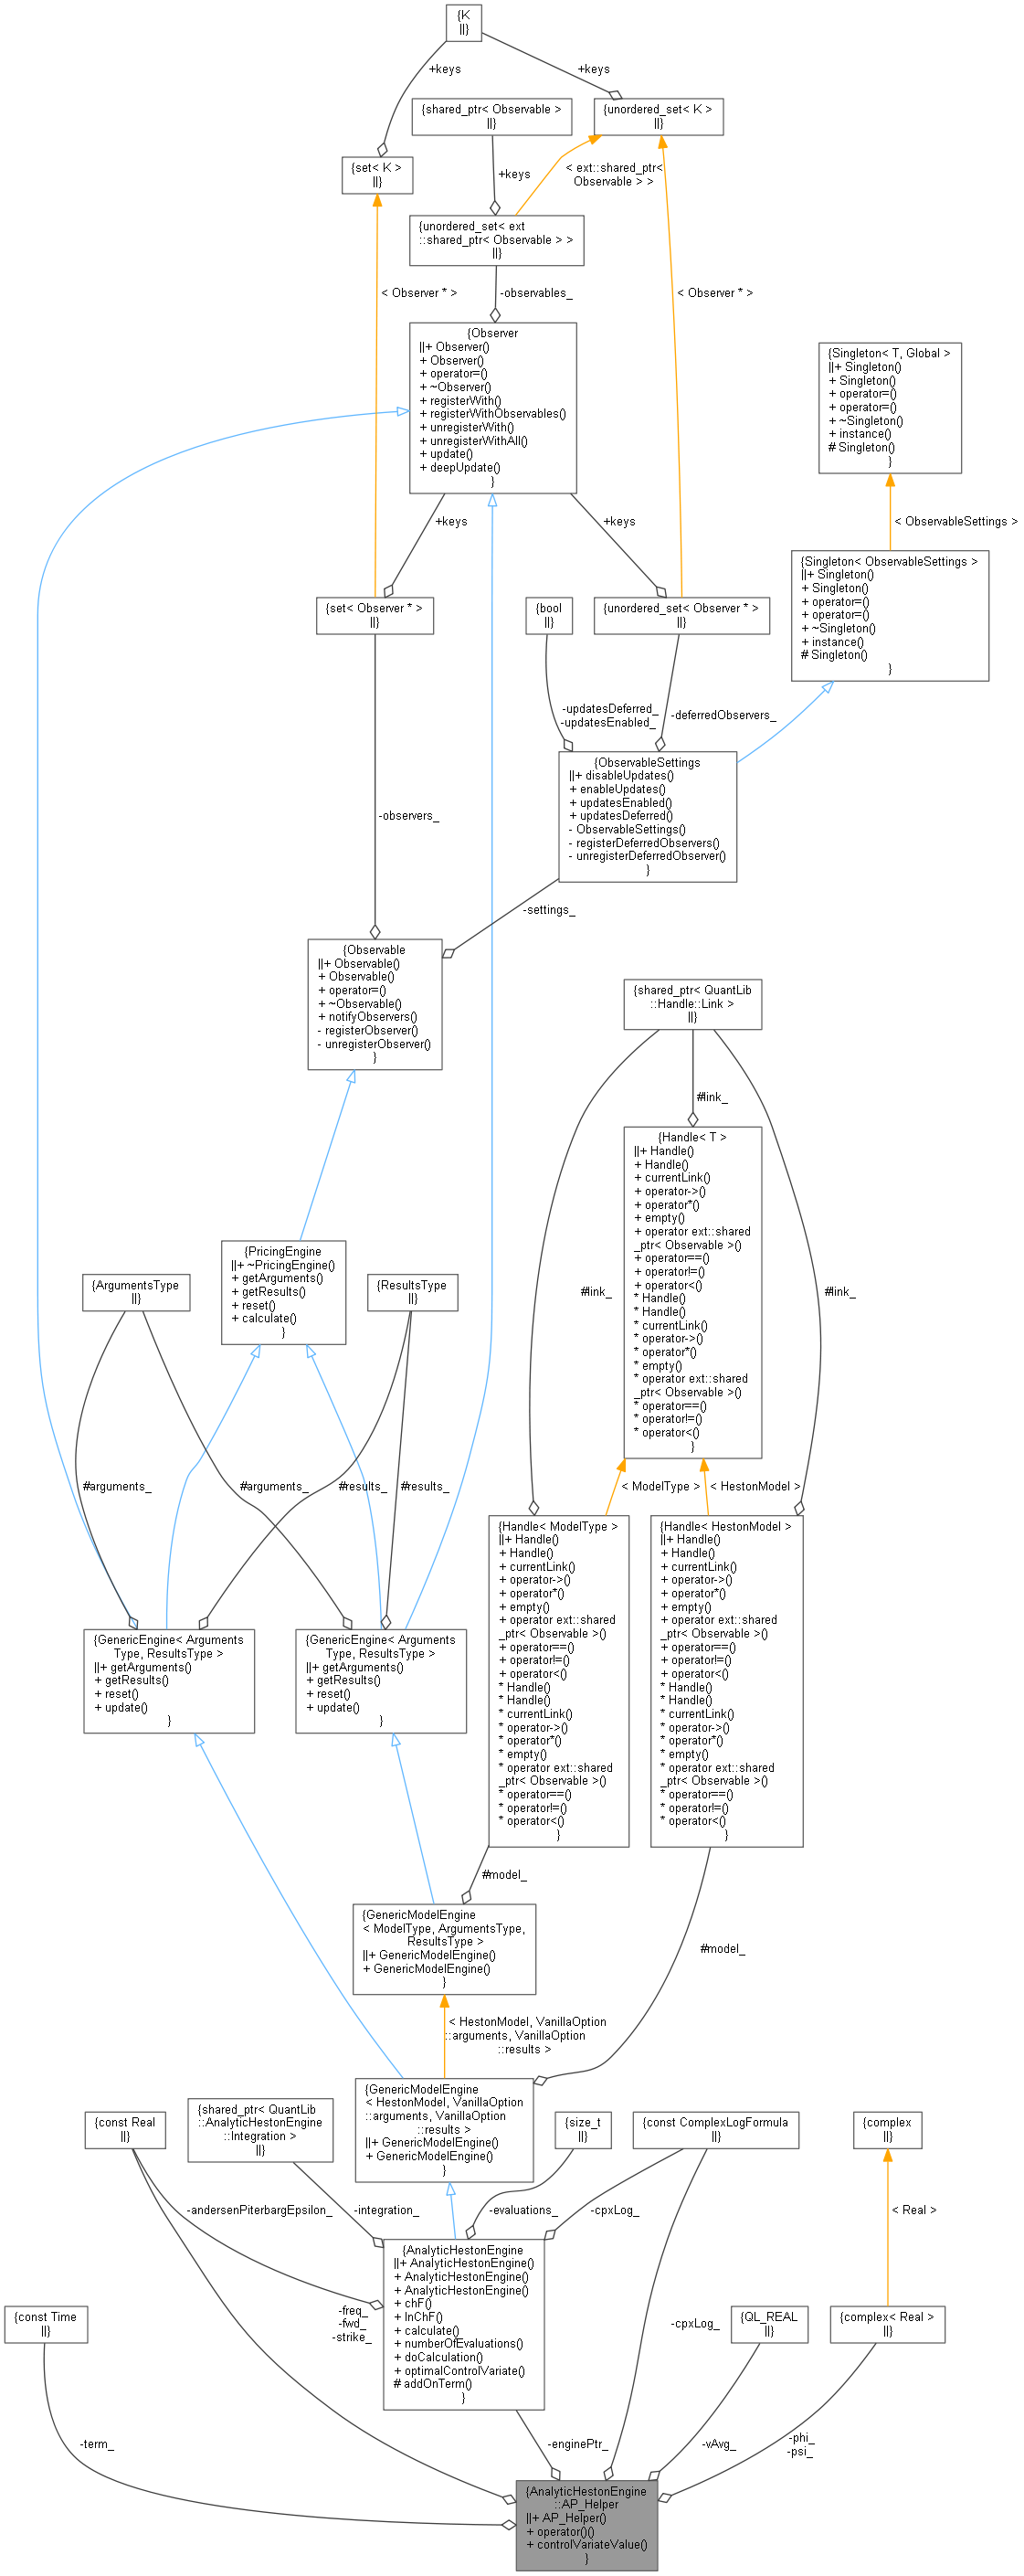 {K
||}
+keys
+keys
{shared_ptr< Observable >
||}
{unordered_set< K >
||}
{set< K >
||}
+keys
< ext::shared_ptr<
Observable > >
{unordered_set< ext
::shared_ptr< Observable > >
||}
< Observer * >
-observables_
< Observer * >
{Observer
||+ Observer()
+ Observer()
+ operator=()
+ ~Observer()
+ registerWith()
+ registerWithObservables()
+ unregisterWith()
+ unregisterWithAll()
+ update()
+ deepUpdate()
}
{Singleton< T, Global >
||+ Singleton()
+ Singleton()
+ operator=()
+ operator=()
+ ~Singleton()
+ instance()
# Singleton()
}
+keys
+keys
< ObservableSettings >
{Singleton< ObservableSettings >
||+ Singleton()
+ Singleton()
+ operator=()
+ operator=()
+ ~Singleton()
+ instance()
# Singleton()
}
{set< Observer * >
||}
{bool
||}
{unordered_set< Observer * >
||}
-updatesDeferred_
-updatesEnabled_
-deferredObservers_
{ObservableSettings
||+ disableUpdates()
+ enableUpdates()
+ updatesEnabled()
+ updatesDeferred()
- ObservableSettings()
- registerDeferredObservers()
- unregisterDeferredObserver()
}
-observers_
-settings_
{Observable
||+ Observable()
+ Observable()
+ operator=()
+ ~Observable()
+ notifyObservers()
- registerObserver()
- unregisterObserver()
}
{shared_ptr< QuantLib
::Handle::Link >
||}
#link_
{Handle< T >
||+ Handle()
+ Handle()
+ currentLink()
+ operator->()
+ operator*()
+ empty()
+ operator ext::shared
_ptr< Observable >()
+ operator==()
+ operator!=()
+ operator<()
* Handle()
* Handle()
* currentLink()
* operator->()
* operator*()
* empty()
* operator ext::shared
_ptr< Observable >()
* operator==()
* operator!=()
* operator<()
}
{PricingEngine
||+ ~PricingEngine()
+ getArguments()
+ getResults()
+ reset()
+ calculate()
}
{ArgumentsType
||}
{ResultsType
||}
#link_
#link_
#arguments_
#arguments_
#results_
#results_
< ModelType >
< HestonModel >
{Handle< ModelType >
||+ Handle()
+ Handle()
+ currentLink()
+ operator->()
+ operator*()
+ empty()
+ operator ext::shared
_ptr< Observable >()
+ operator==()
+ operator!=()
+ operator<()
* Handle()
* Handle()
* currentLink()
* operator->()
* operator*()
* empty()
* operator ext::shared
_ptr< Observable >()
* operator==()
* operator!=()
* operator<()
}
{Handle< HestonModel >
||+ Handle()
+ Handle()
+ currentLink()
+ operator->()
+ operator*()
+ empty()
+ operator ext::shared
_ptr< Observable >()
+ operator==()
+ operator!=()
+ operator<()
* Handle()
* Handle()
* currentLink()
* operator->()
* operator*()
* empty()
* operator ext::shared
_ptr< Observable >()
* operator==()
* operator!=()
* operator<()
}
{GenericEngine< Arguments
Type, ResultsType >
||+ getArguments()
+ getResults()
+ reset()
+ update()
}
{GenericEngine< Arguments
Type, ResultsType >
||+ getArguments()
+ getResults()
+ reset()
+ update()
}
#model_
{GenericModelEngine
< ModelType, ArgumentsType,
ResultsType >
||+ GenericModelEngine()
+ GenericModelEngine()
}
#model_
< HestonModel, VanillaOption
::arguments, VanillaOption
::results >
{GenericModelEngine
< HestonModel, VanillaOption
::arguments, VanillaOption
::results >
||+ GenericModelEngine()
+ GenericModelEngine()
}
{const Real
||}
{shared_ptr< QuantLib
::AnalyticHestonEngine
::Integration >
||}
{size_t
||}
{const ComplexLogFormula
||}
{complex
||}
-andersenPiterbargEpsilon_
-integration_
-evaluations_
-cpxLog_
< Real >
{AnalyticHestonEngine
||+ AnalyticHestonEngine()
+ AnalyticHestonEngine()
+ AnalyticHestonEngine()
+ chF()
+ lnChF()
+ calculate()
+ numberOfEvaluations()
+ doCalculation()
+ optimalControlVariate()
# addOnTerm()
}
{const Time
||}
-freq_
-fwd_
-strike_
-cpxLog_
{QL_REAL
||}
{complex< Real >
||}
-term_
-enginePtr_
-vAvg_
-phi_
-psi_
{AnalyticHestonEngine
::AP_Helper
||+ AP_Helper()
+ operator()()
+ controlVariateValue()
}